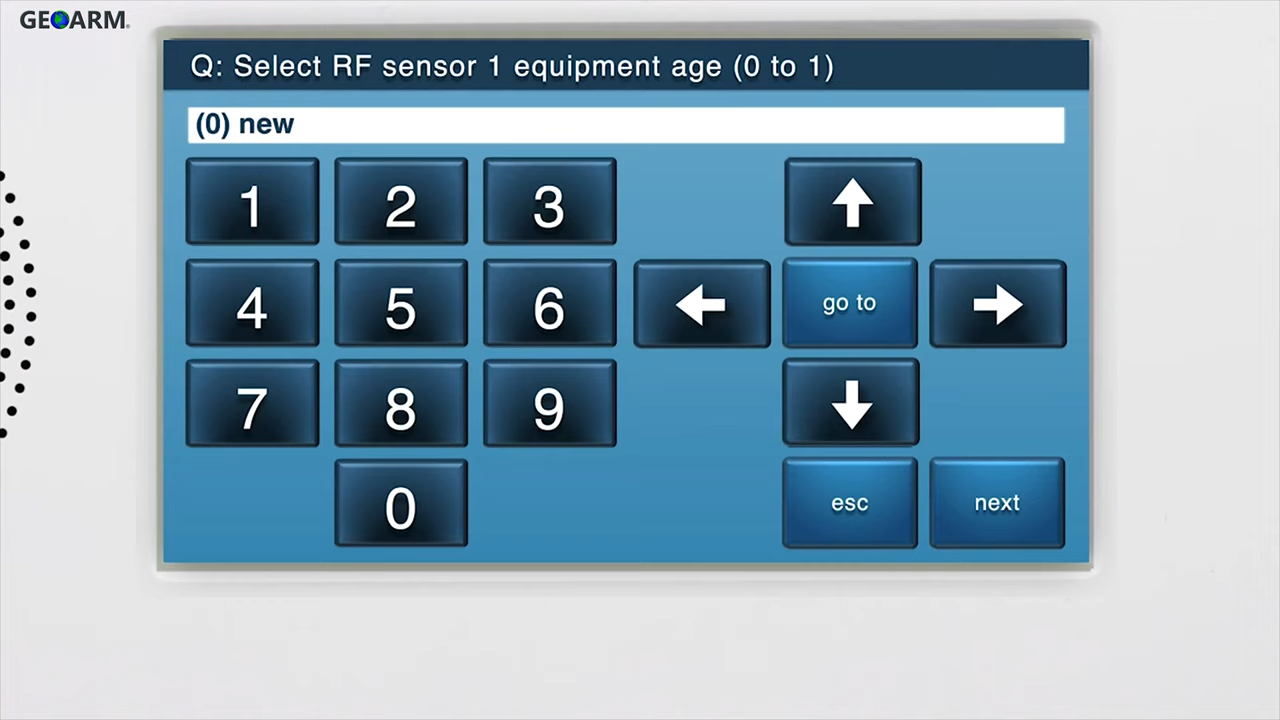 GEOARM
Q: Select RF sensor 1 equipment age (0 to 1)
(0) new
1 2 3
4 5 6 go to
7 8 9
0 esc next